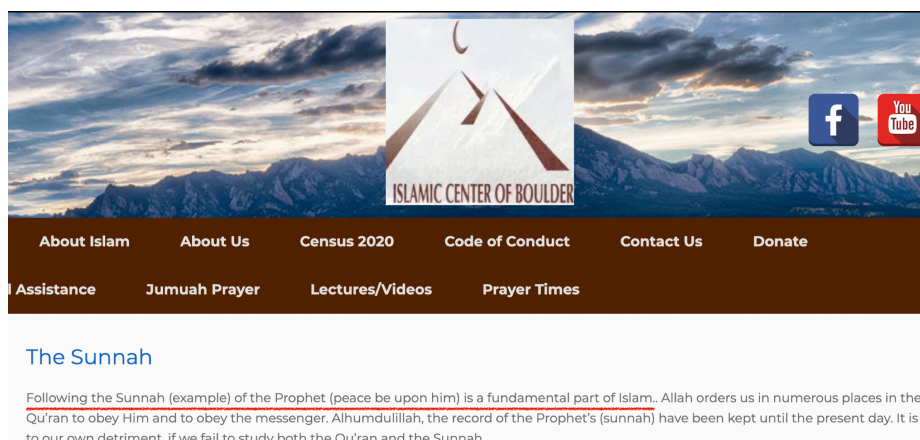 ISLAMIC CENTER OF BOULDER
You
Tube
About Islam About Us Census 2020 Code of Conduct Contact Us Donate
l Assistance Jumuah Prayer Lectures/Videos Prayer Times
The Sunnah
Following the Sunnah (example) of the Prophet (peace be upon him) is a fundamental part of Islam.. Allah orders us in numerous places in the
Qu'ran to obey Him and to obey the messenger. Alhumdulillah, the record of the Prophet's (sunnah) have been kept until the present day. It is
to our own detriment, if we fail to study both the Qu'ran and the Sunnah.